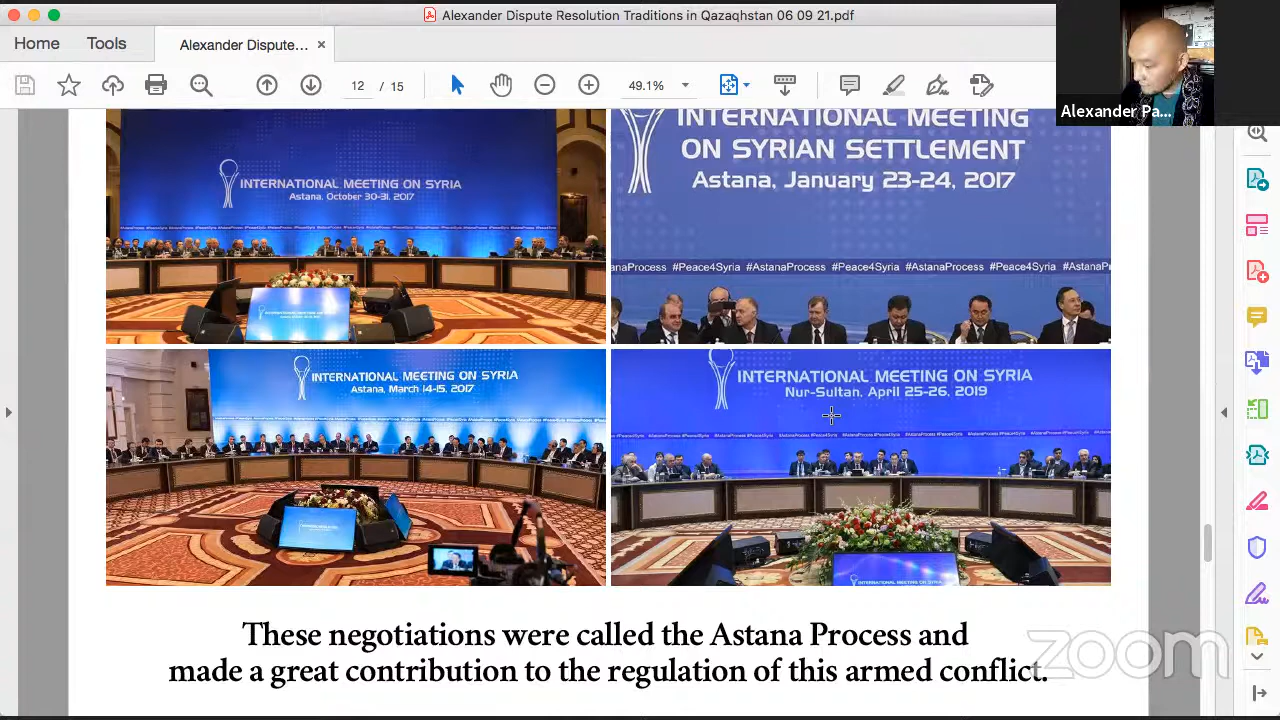 Alexander Dispute Resolution Traditions in Qazaqhstan 06 09 21.pdf
Home
Tools
Alexander Dispute... ×
12 / 15
49.1%
Alexander Pa...
INTERNATIONAL MEETING ON SYRIA
Astana, October 30-31, 2017
INTERNATIONAL MEETING
ON SYRIAN SETTLEMENT
Astana, January 23-24, 2017
#Peace4Syria #AstanaProcess #Peace4Syria #AstanaProcess #Peace4Syria
INTERNATIONAL MEETING ON SYRIA
Astana, March 14-15, 2017
INTERNATIONAL MEETING ON SYRIA
Nur-Sultan, April 25-26, 2019
INTERNATIONAL MEETING ON SYRIA
These negotiations were called the Astana Process and
made a great contribution to the regulation of this armed conflict.
zoom